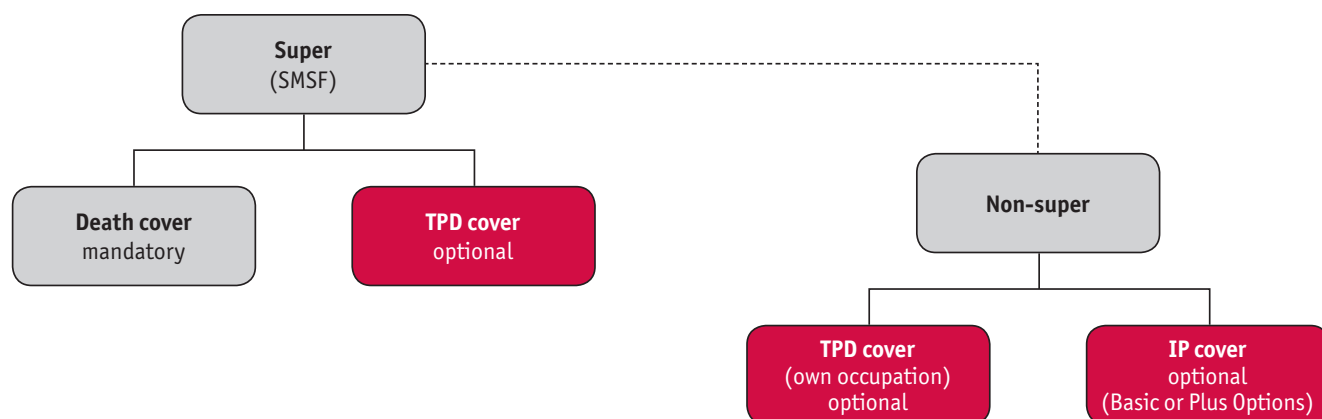 Super
(SMSF)
Death cover
mandatory
TPD cover
optional
Non-super
TPD cover
(own occupation)
optional
IP cover
optional
(Basic or Plus Options)